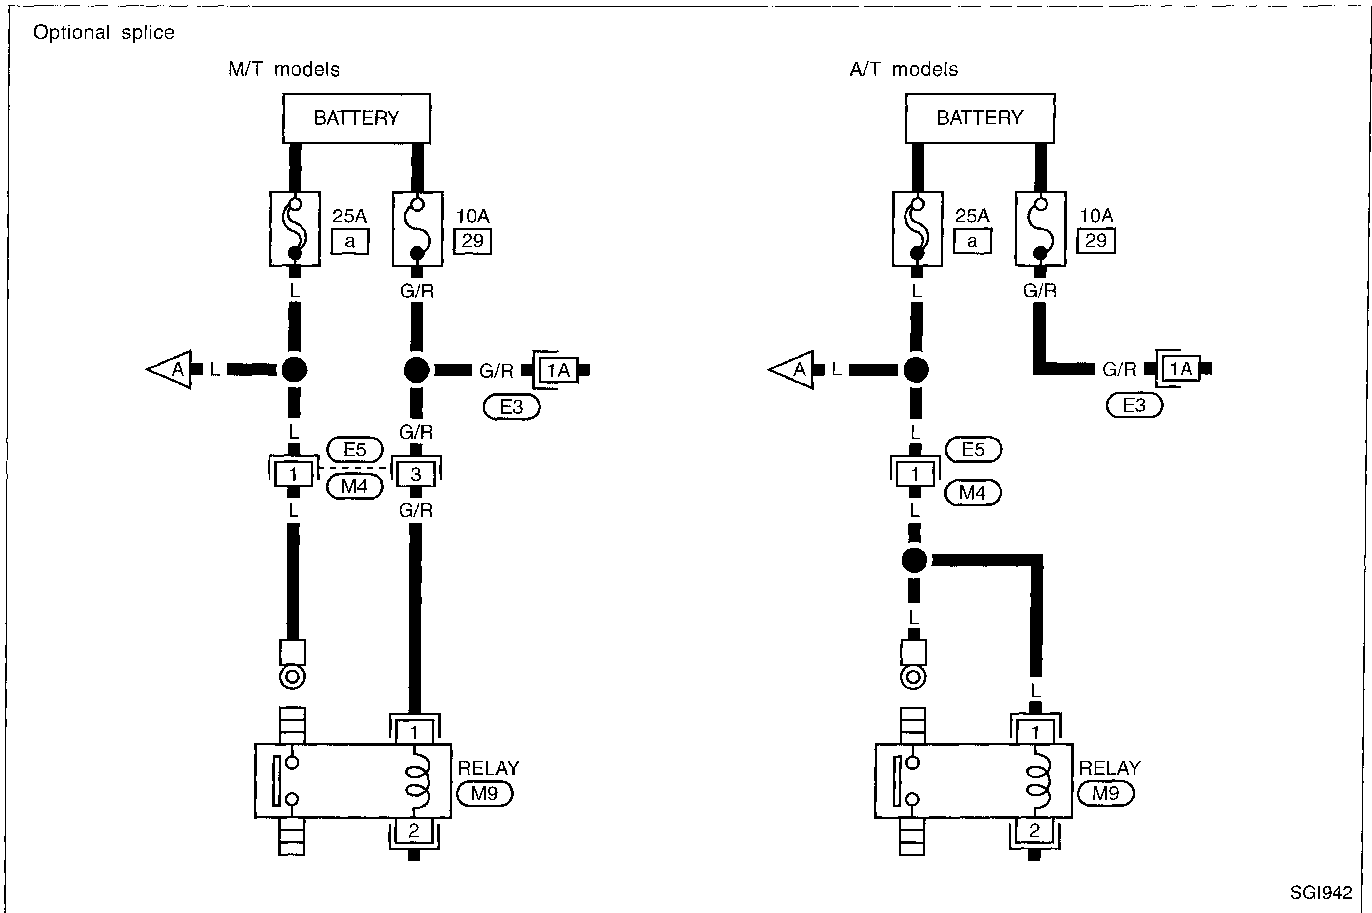 Optional splice
M/T models
A/T models
BATTERY
BATTERY
25A
a
10A
29
25A
a
10A
29
L
G/R
L
G/R
A
L
G/R
1A
A
L
G/R
1A
E3
E3
L
G/R
L
E5
E5
1
3
1
M4
M4
L
G/R
L
L
L
1
1
RELAY
RELAY
M9
M9
2
2
SGI942